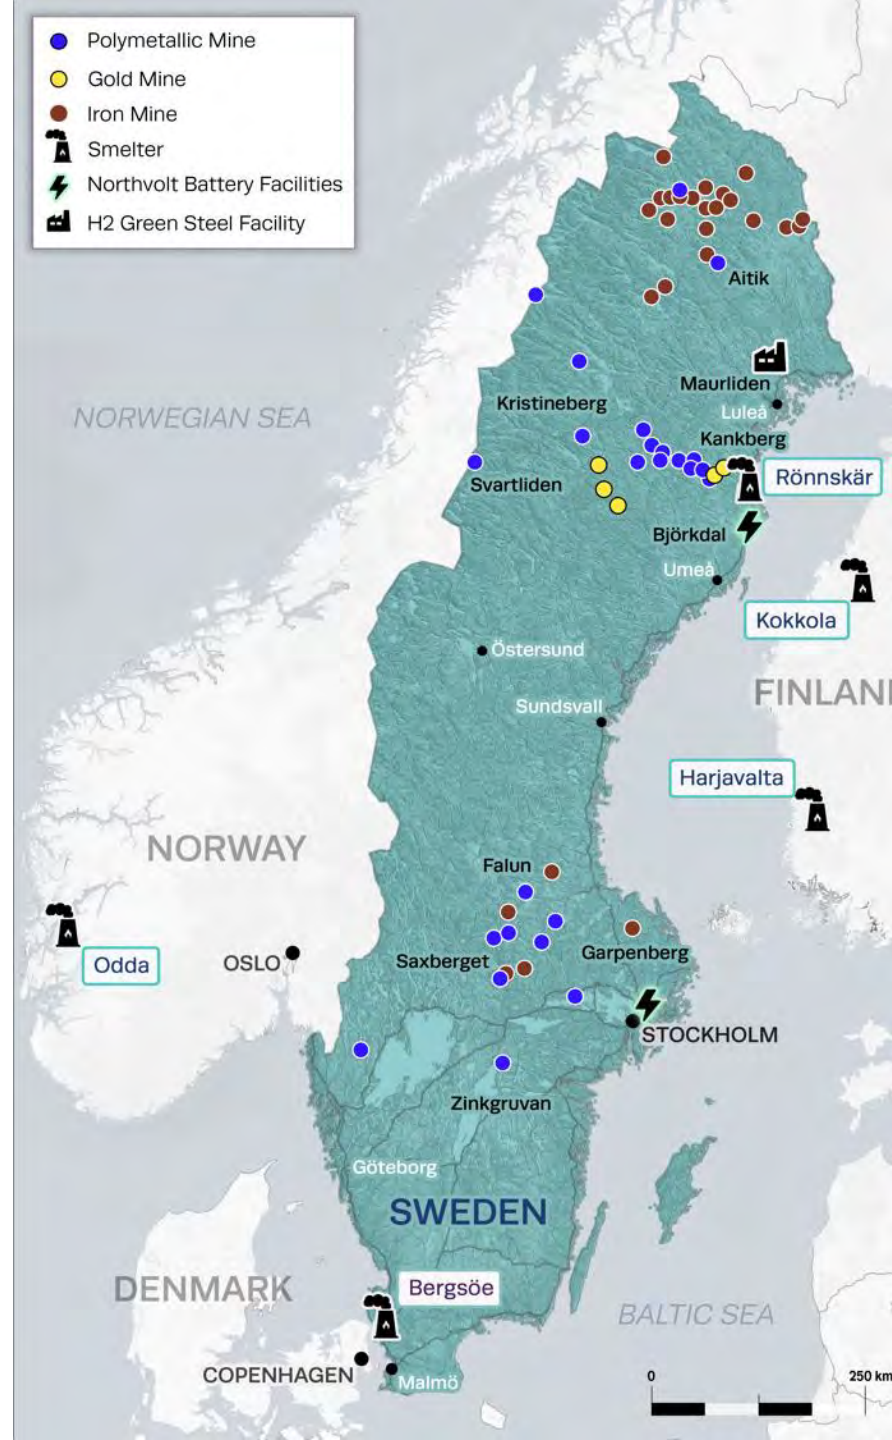 Polymetallic Mine
Gold Mine
Iron Mine
Smelter
Northvolt Battery Facilities
H2 Green Steel Facility
Aitik
Maurliden
Luleå
Kristineberg
NORWEGIAN SEA
Kankberg
Rönnskär
Svartliden
Björkdal
Umeå
Kokkola
Östersund
FINLAN
Sundsvall
Harjavalta
NORWAY
Falun
Garpenberg
Saxberget
OSLO
Odda
STOCKHOLM
Zinkgruvan
Göteborg
SWEDEN
DENMARK
Bergsöe
BALTIC SEA
COPENHAGEN
Malmö
0 250 km